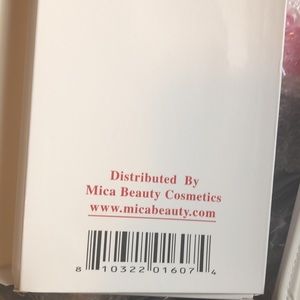 Distributed By
Mica Beauty Cosmetics
www.micabeauty.com
8 10322 01607 4